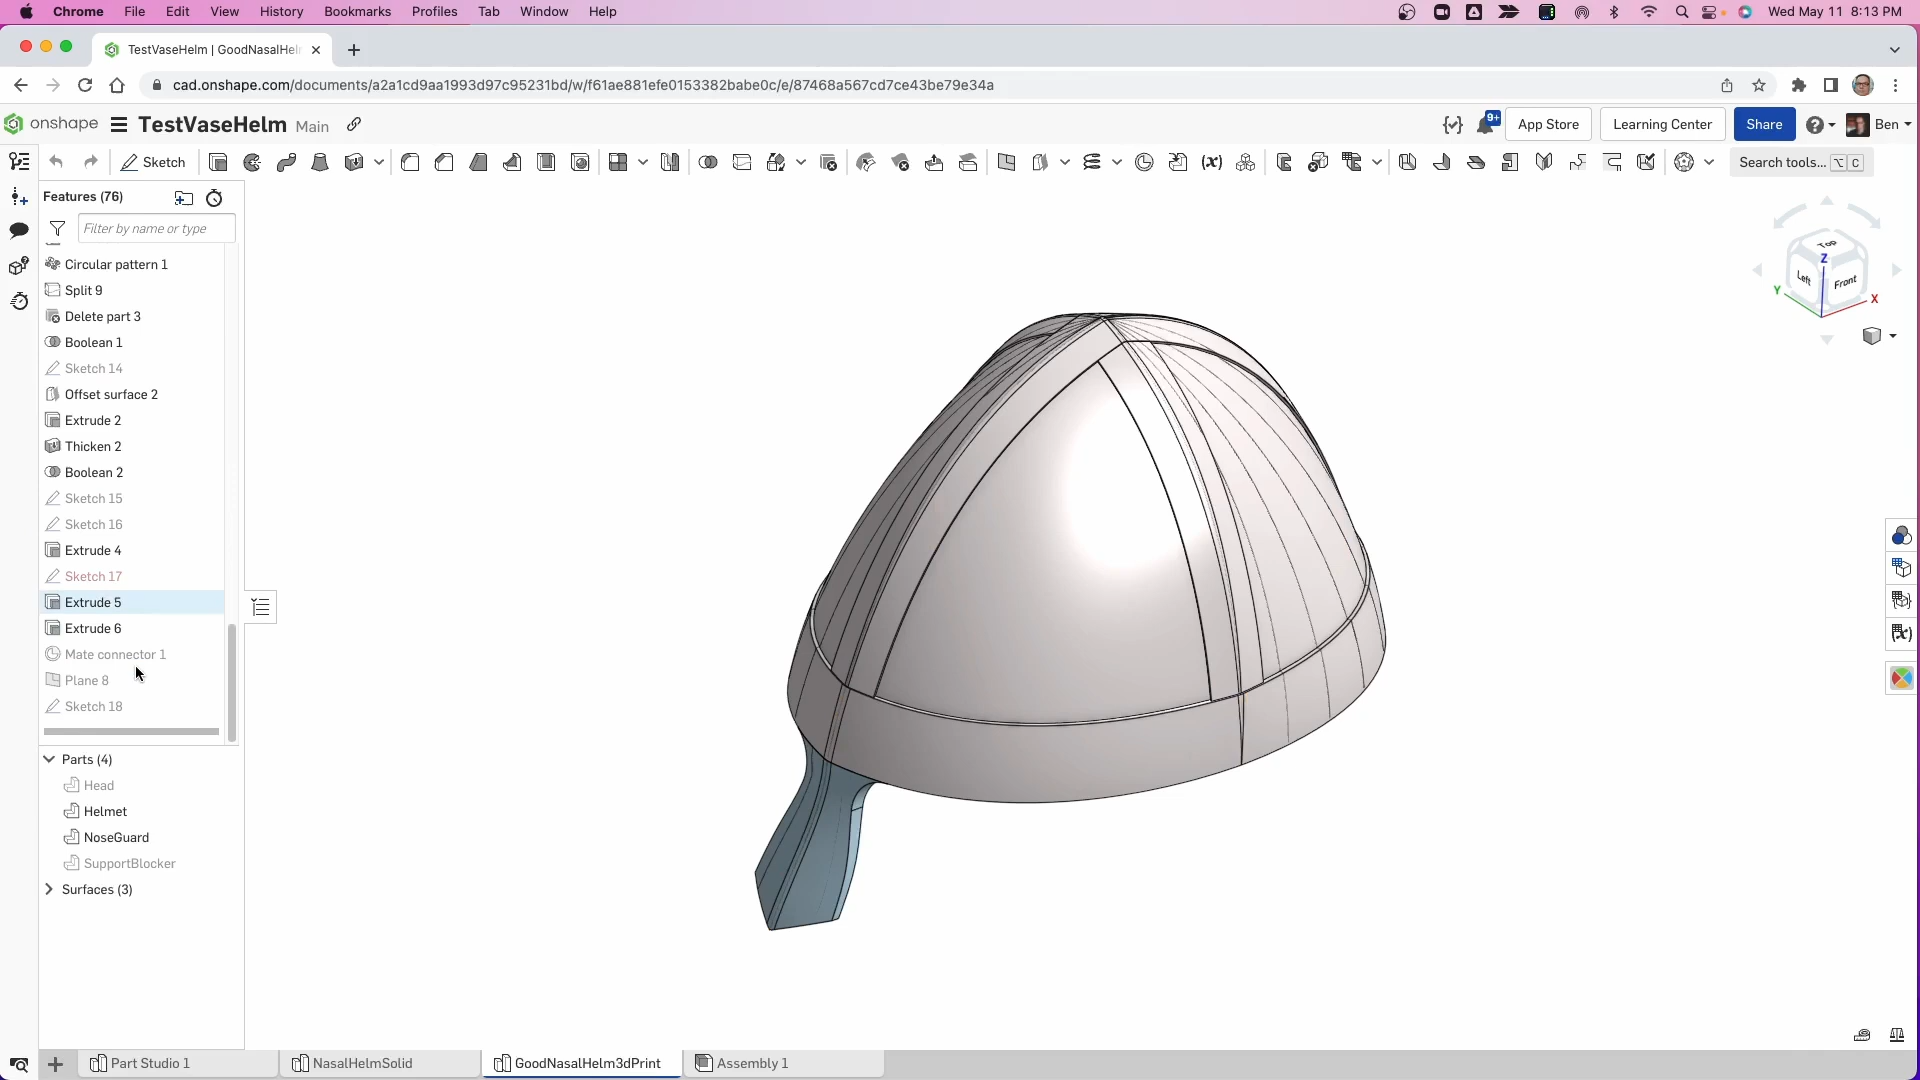 Chrome File Edit View History Bookmarks Profiles Tab Window Help Wed May 11 8:13 PM
TestVaseHelm | GoodNasalHel
cad.onshape.com/documents/a2a1cd9aa1993d97c95231bd/w/f61ae881efe0153382babe0c/e/87468a567cd7ce43be79e34a
onshape TestVaseHelm Main 9+ App Store Learning Center Share Ben
Sketch (x) Search tools... ⌥ C
Features (76)
Filter by name or type
Circular pattern 1
Split 9
Delete part 3
Boolean 1
Sketch 14
Offset surface 2
Extrude 2
Thicken 2
Boolean 2
Sketch 15
Sketch 16
Extrude 4
Sketch 17
Extrude 5
Extrude 6
Mate connector 1
Plane 8
Sketch 18
Parts (4)
Head
Helmet
NoseGuard
SupportBlocker
Surfaces (3)
Top
Z
Left Front
Y X
(x)
Part Studio 1 NasalHelmSolid GoodNasalHelm3dPrint Assembly 1